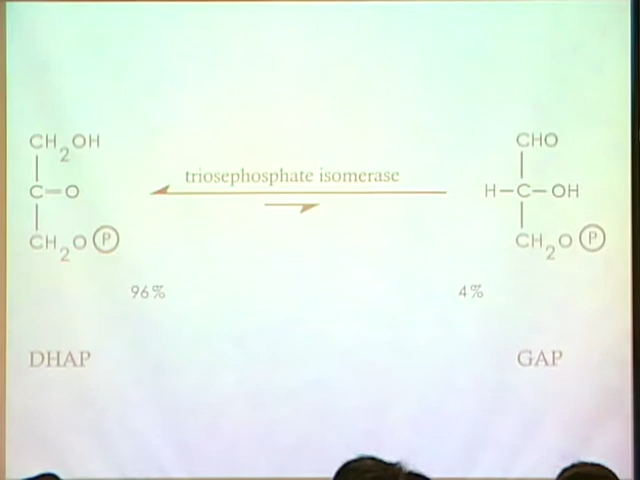 CH2OH
C=O
CH2O P
triosephosphate isomerase
CHO
H-C-OH
CH2O P
96%
4%
DHAP
GAP